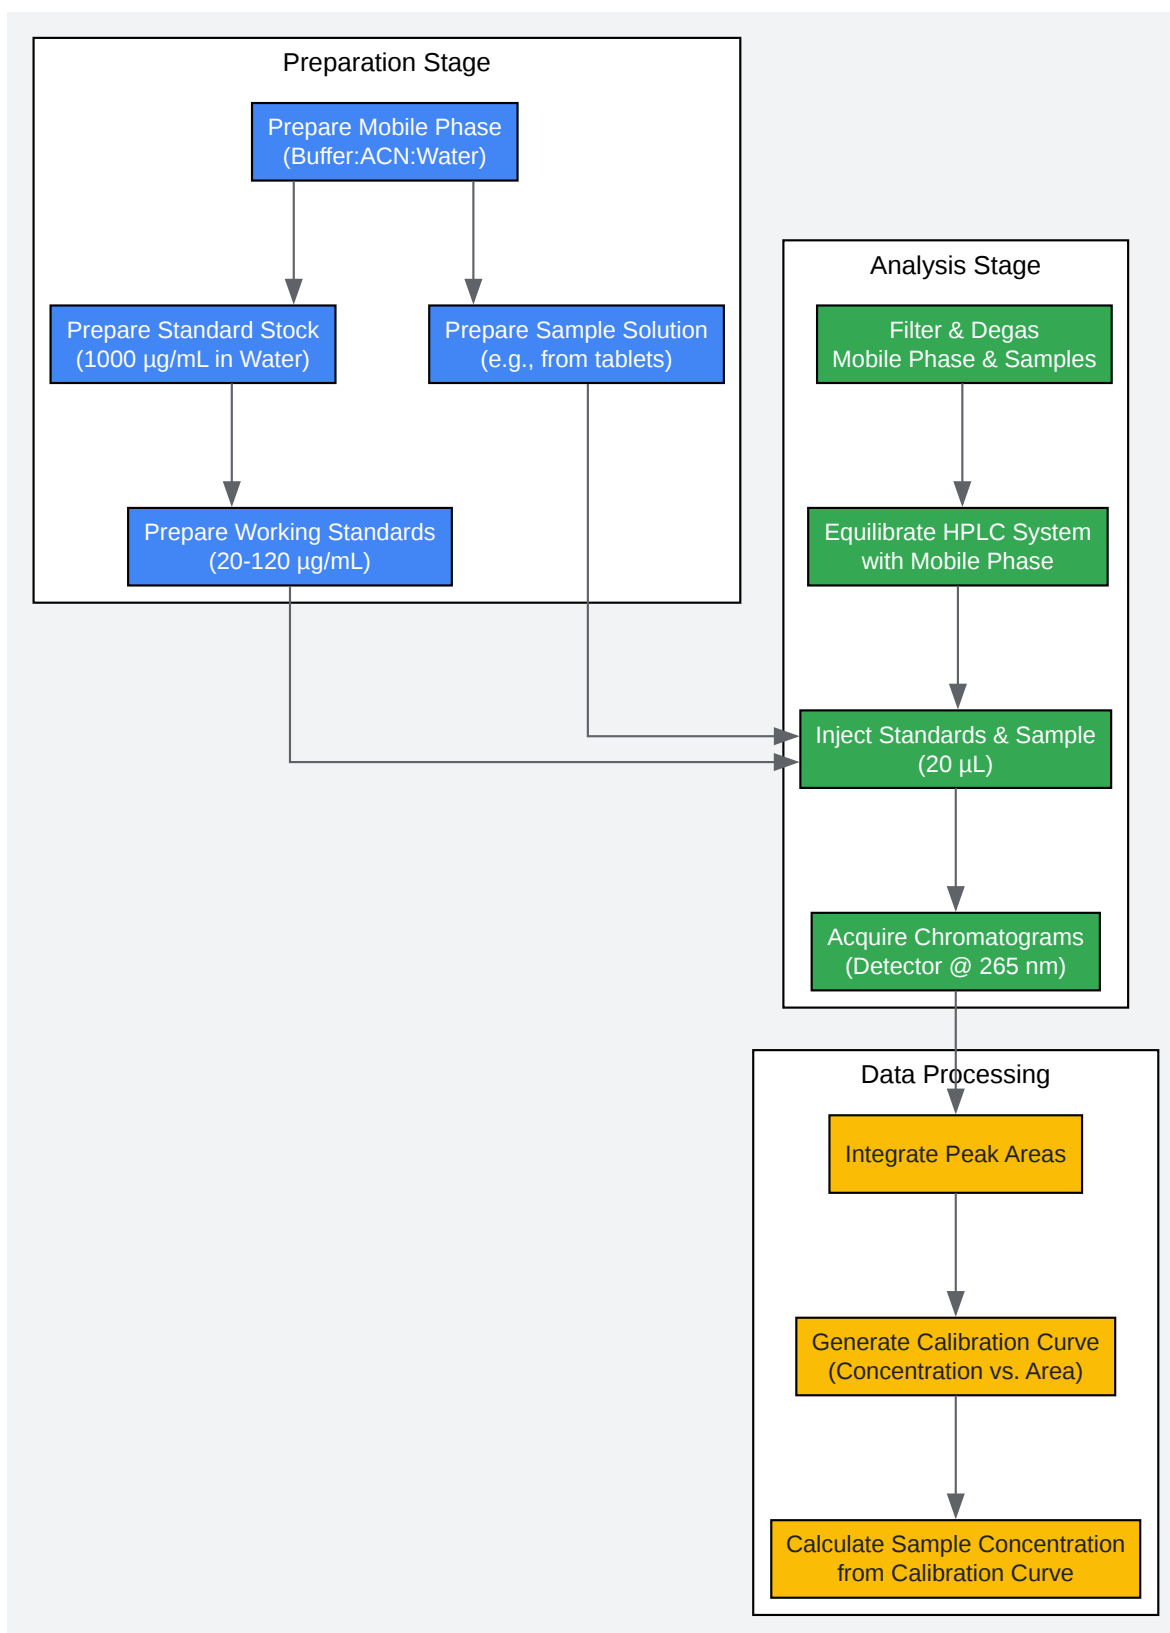 Preparation Stage
Prepare Mobile Phase
(Buffer:ACN:Water)
Prepare Standard Stock
(1000 µg/mL in Water)
Prepare Sample Solution
(e.g., from tablets)
Prepare Working Standards
(20-120 µg/mL)
Analysis Stage
Filter & Degas
Mobile Phase & Samples
Equilibrate HPLC System
with Mobile Phase
Inject Standards & Sample
(20 µL)
Acquire Chromatograms
(Detector @ 265 nm)
Data Processing
Integrate Peak Areas
Generate Calibration Curve
(Concentration vs. Area)
Calculate Sample Concentration
from Calibration Curve